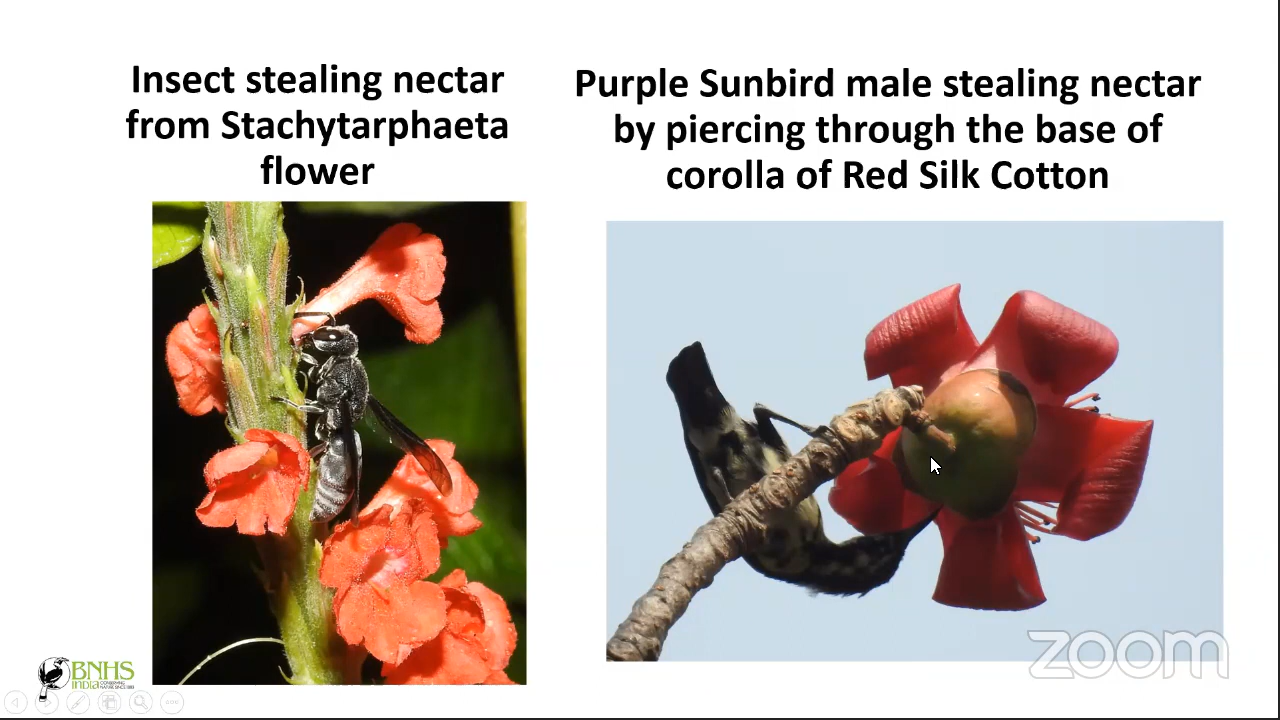 Insect stealing nectar
from Stachytarphaeta
flower
Purple Sunbird male stealing nectar
by piercing through the base of
corolla of Red Silk Cotton
BNHS
INDIA
zoom